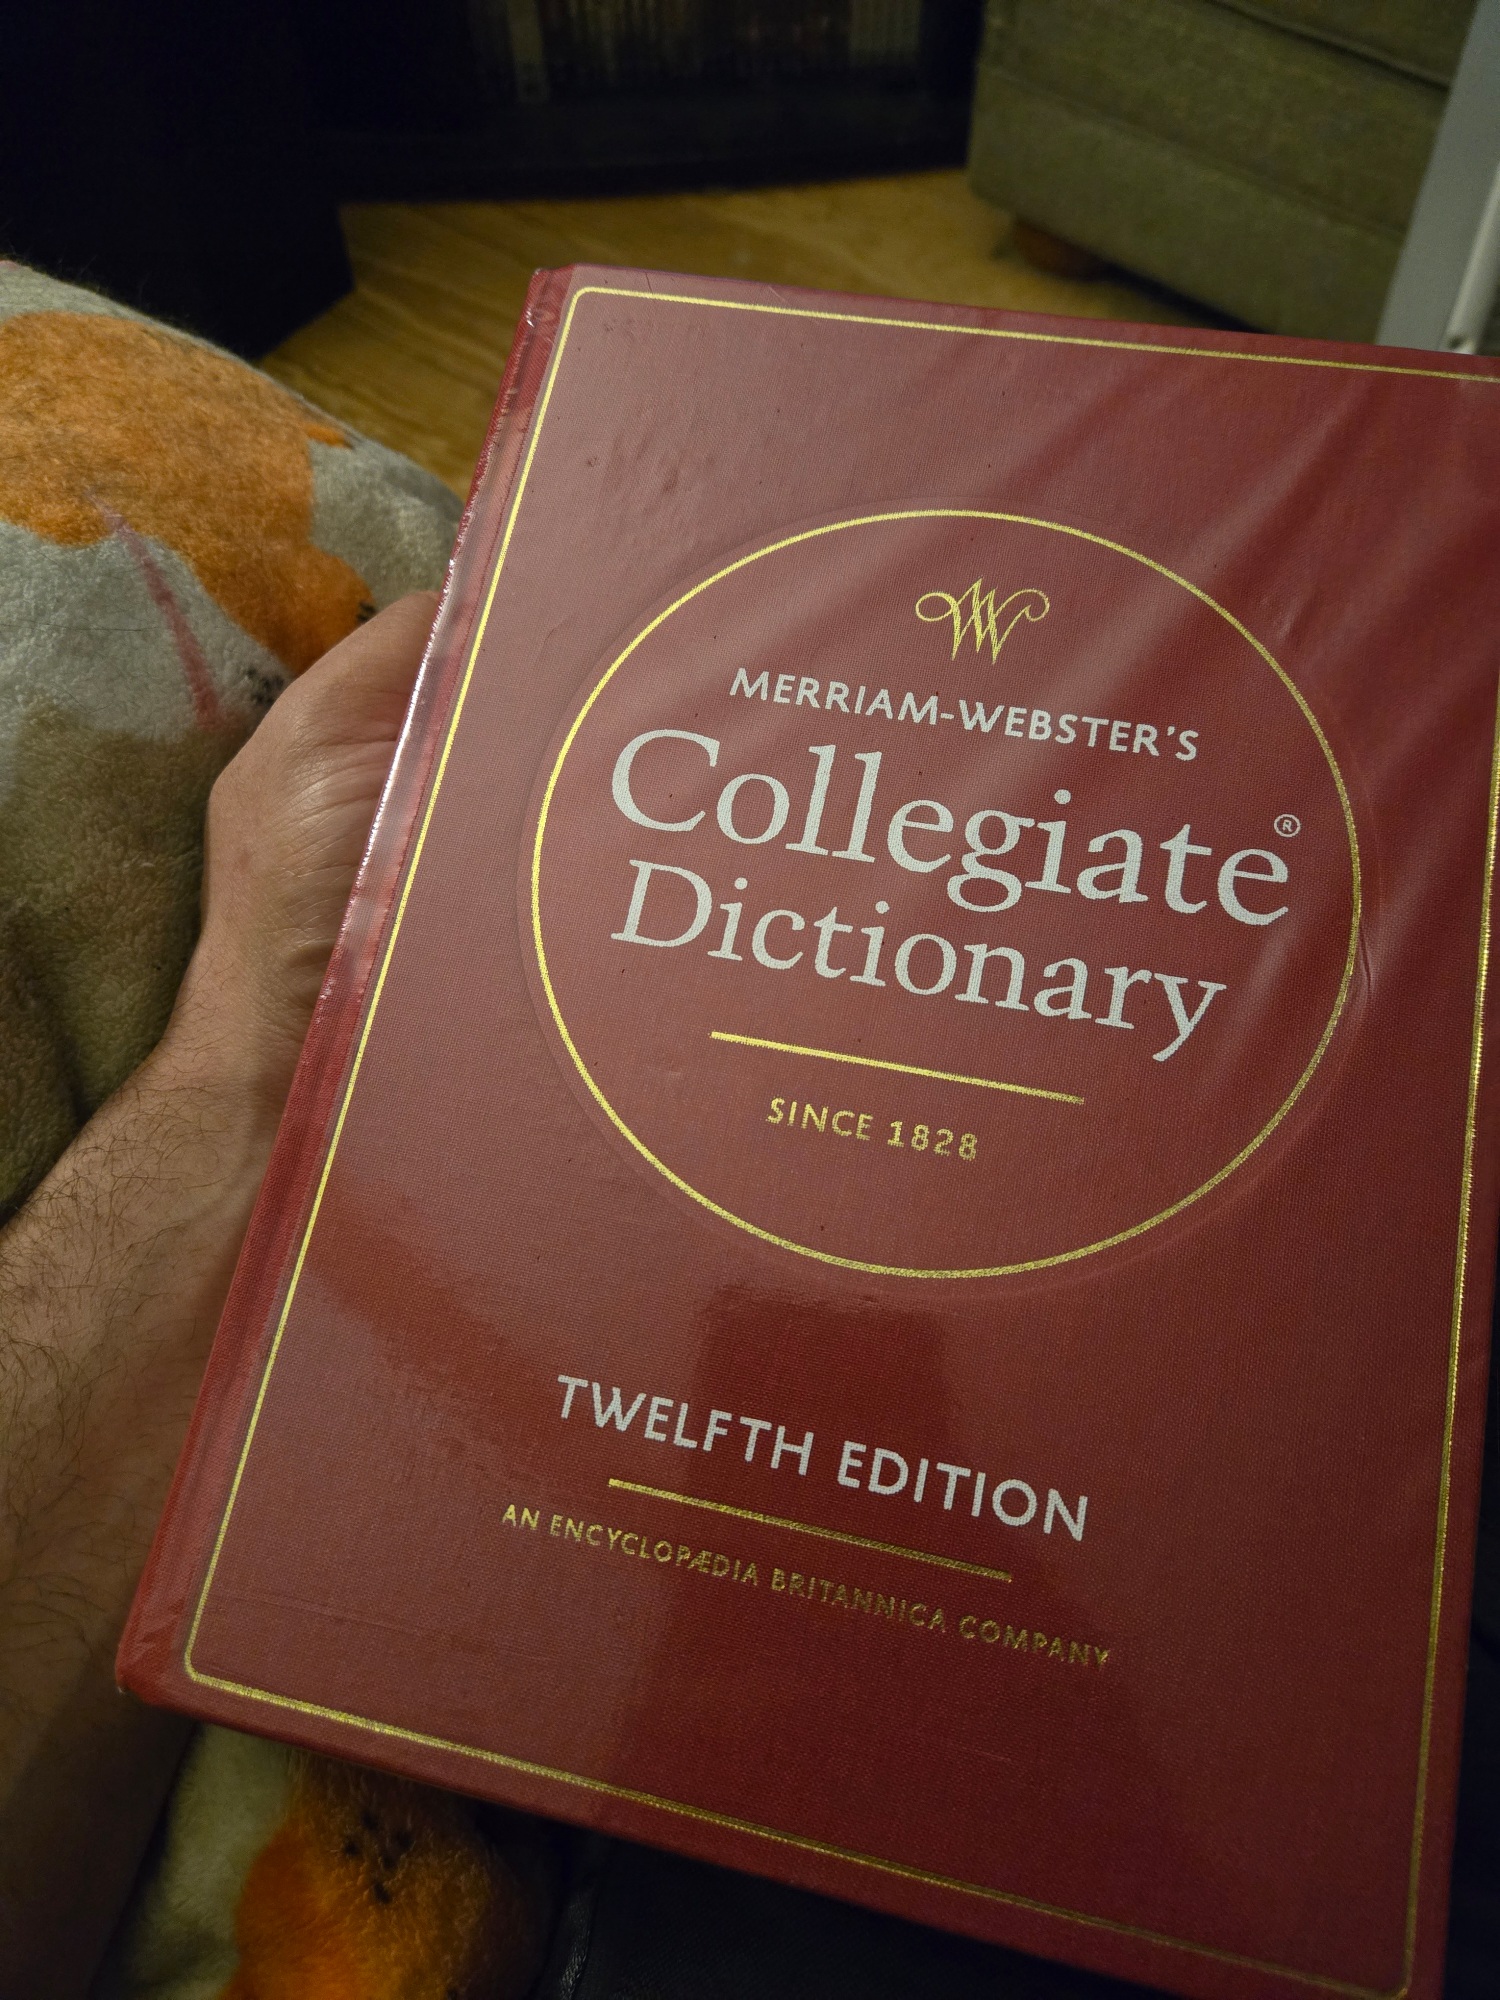 MERRIAM-WEBSTER'S
Collegiate®
Dictionary
SINCE 1828
TWELFTH EDITION
AN ENCYCLOPÆDIA BRITANNICA COMPANY